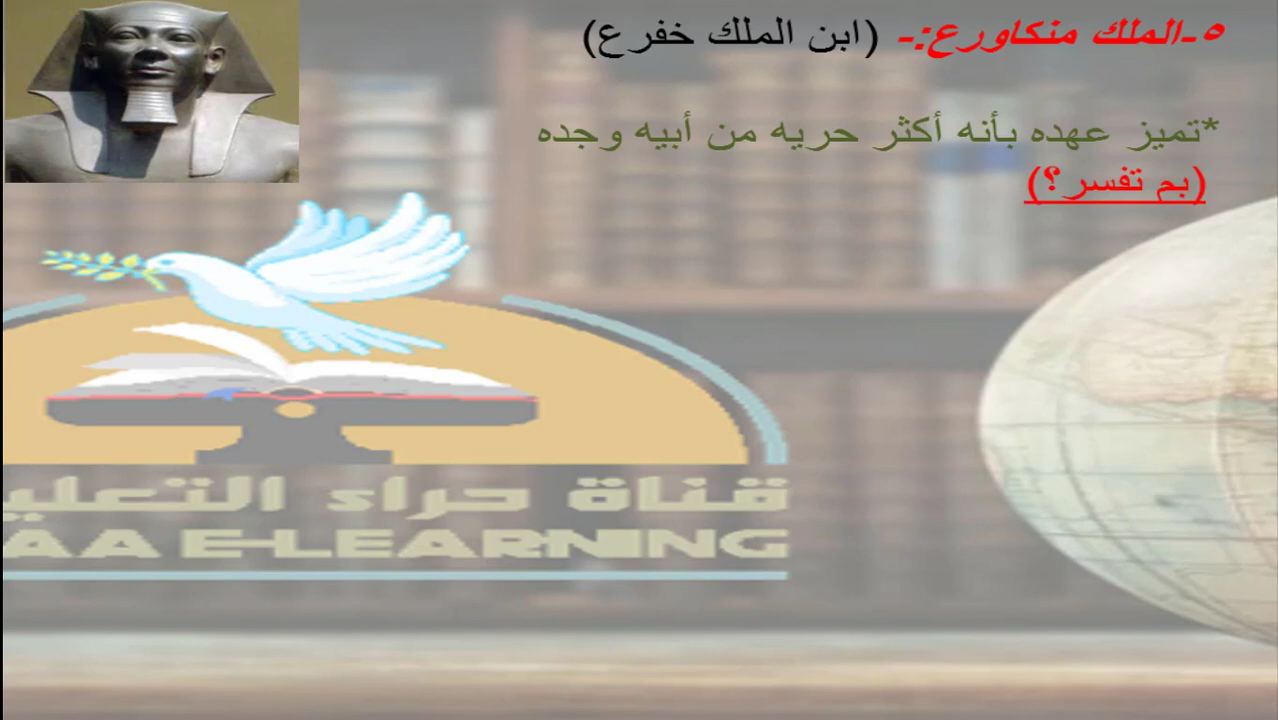 ٥-الملك منكاورع:- (ابن الملك خفرع)
*تميز عهده بأنه أكثر حريه من أبيه وجده
(بم تفسر؟)
قناة حراء التعلي
AA E-LEARNING